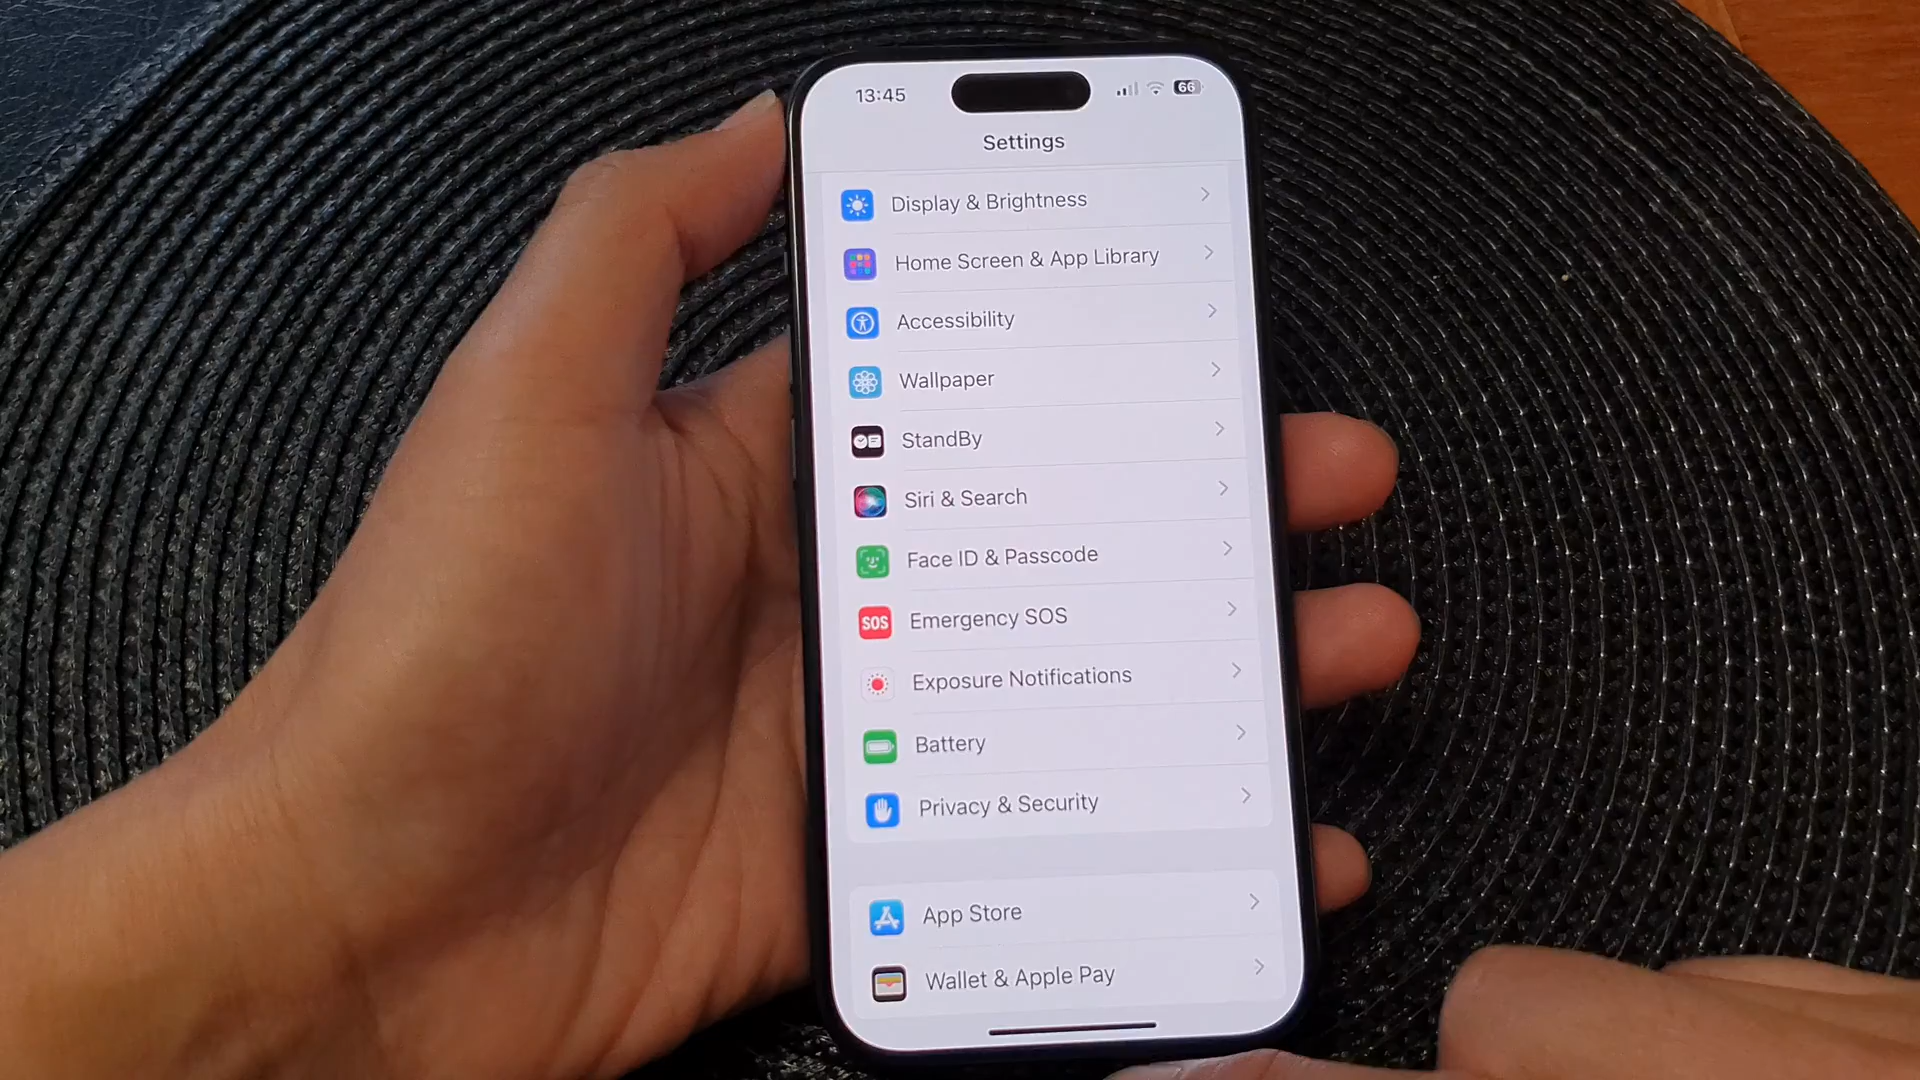 13:45
66
Settings
Display & Brightness
Home Screen & App Library
Accessibility
Wallpaper
StandBy
Siri & Search
Face ID & Passcode
SOS
Emergency SOS
Exposure Notifications
Battery
Privacy & Security
App Store
Wallet & Apple Pay